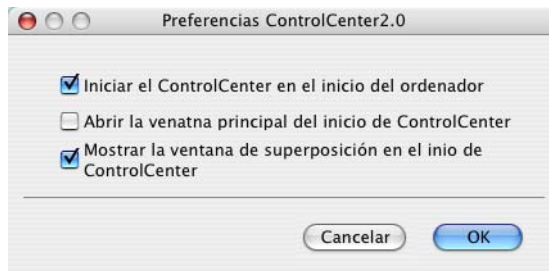 Preferencias ControlCenter2.0
Iniciar el ControlCenter en el inicio del ordenador
Abrir la venatna principal del inicio de ControlCenter
Mostrar la ventana de superposición en el inio de
ControlCenter
Cancelar
OK